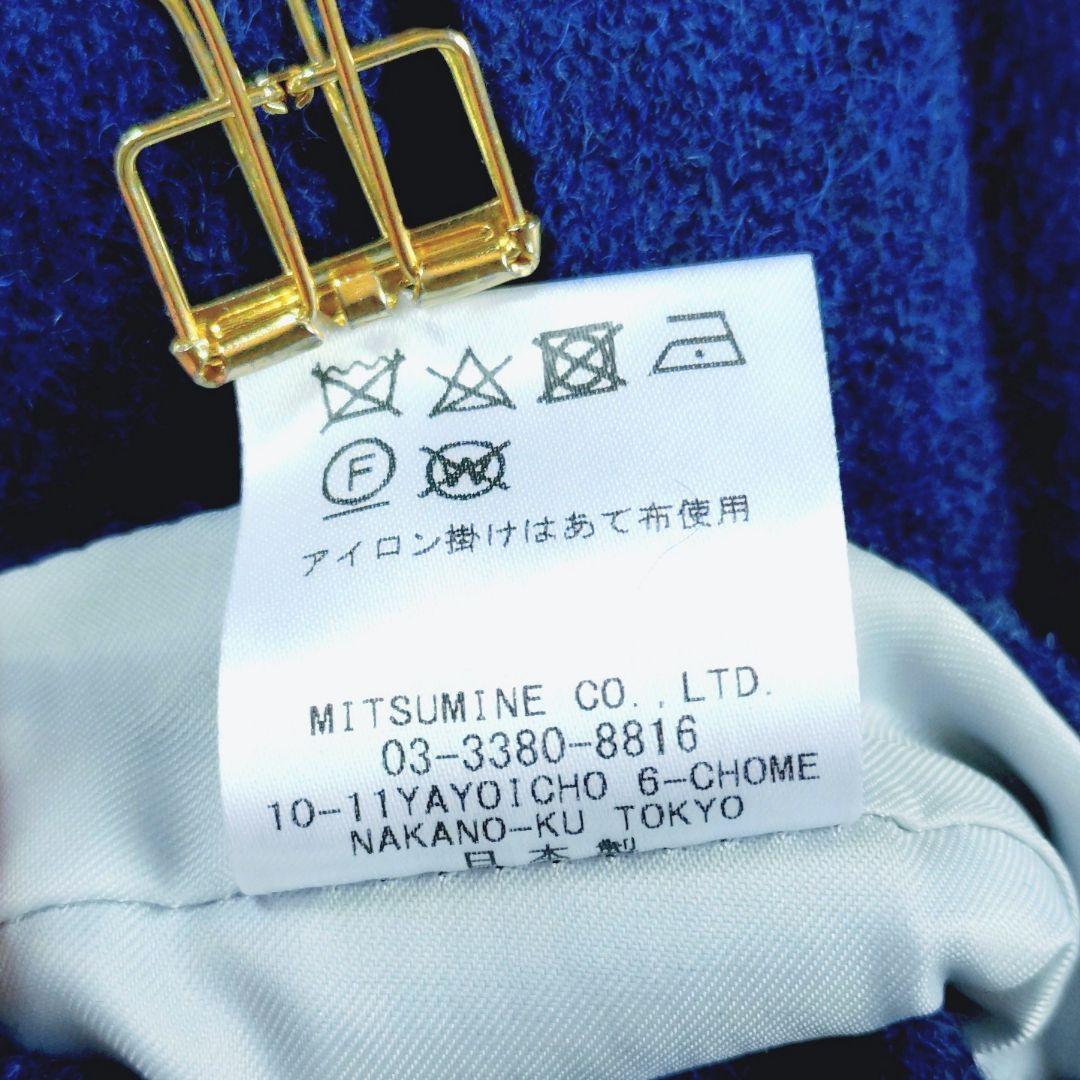 F W
アイロン掛けはあて布使用
MITSUMINE CO.,LTD.
03-3380-8816
10-11YAYOICHO 6-CHOME
NAKANO-KU TOKYO
日本製